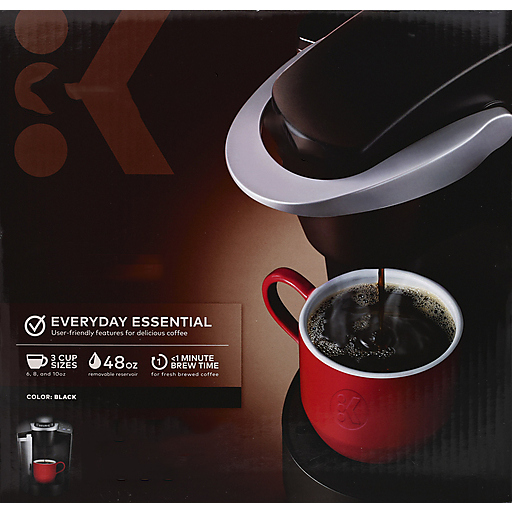 EVERYDAY ESSENTIAL
User-friendly features for delicious coffee
3 CUP SIZES
6, 8, and 10oz
48oz
removable reservoir
<1 MINUTE BREW TIME
for fresh brewed coffee
COLOR: BLACK